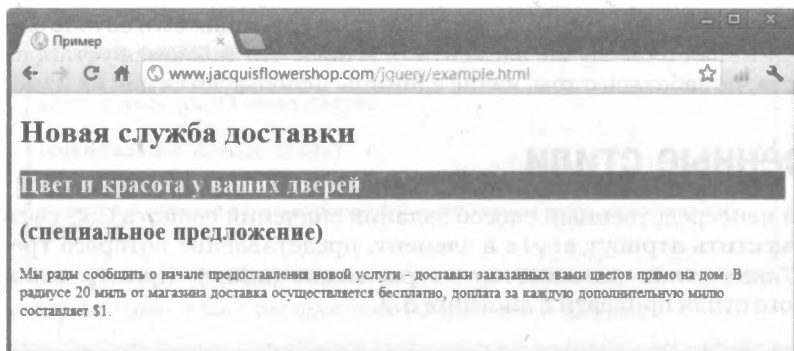 Пример
www.jacquisflowershop.com/jquery/example.html
Новая служба доставки
Цвет и красота у ваших дверей
(специальное предложение)
Мы рады сообщить о начале предоставления новой услуги - доставки заказанных вами цветов прямо на дом. В
радиусе 20 миль от магазина доставка осуществляется бесплатно, доплата за каждую дополнительную милю
составляет $1.